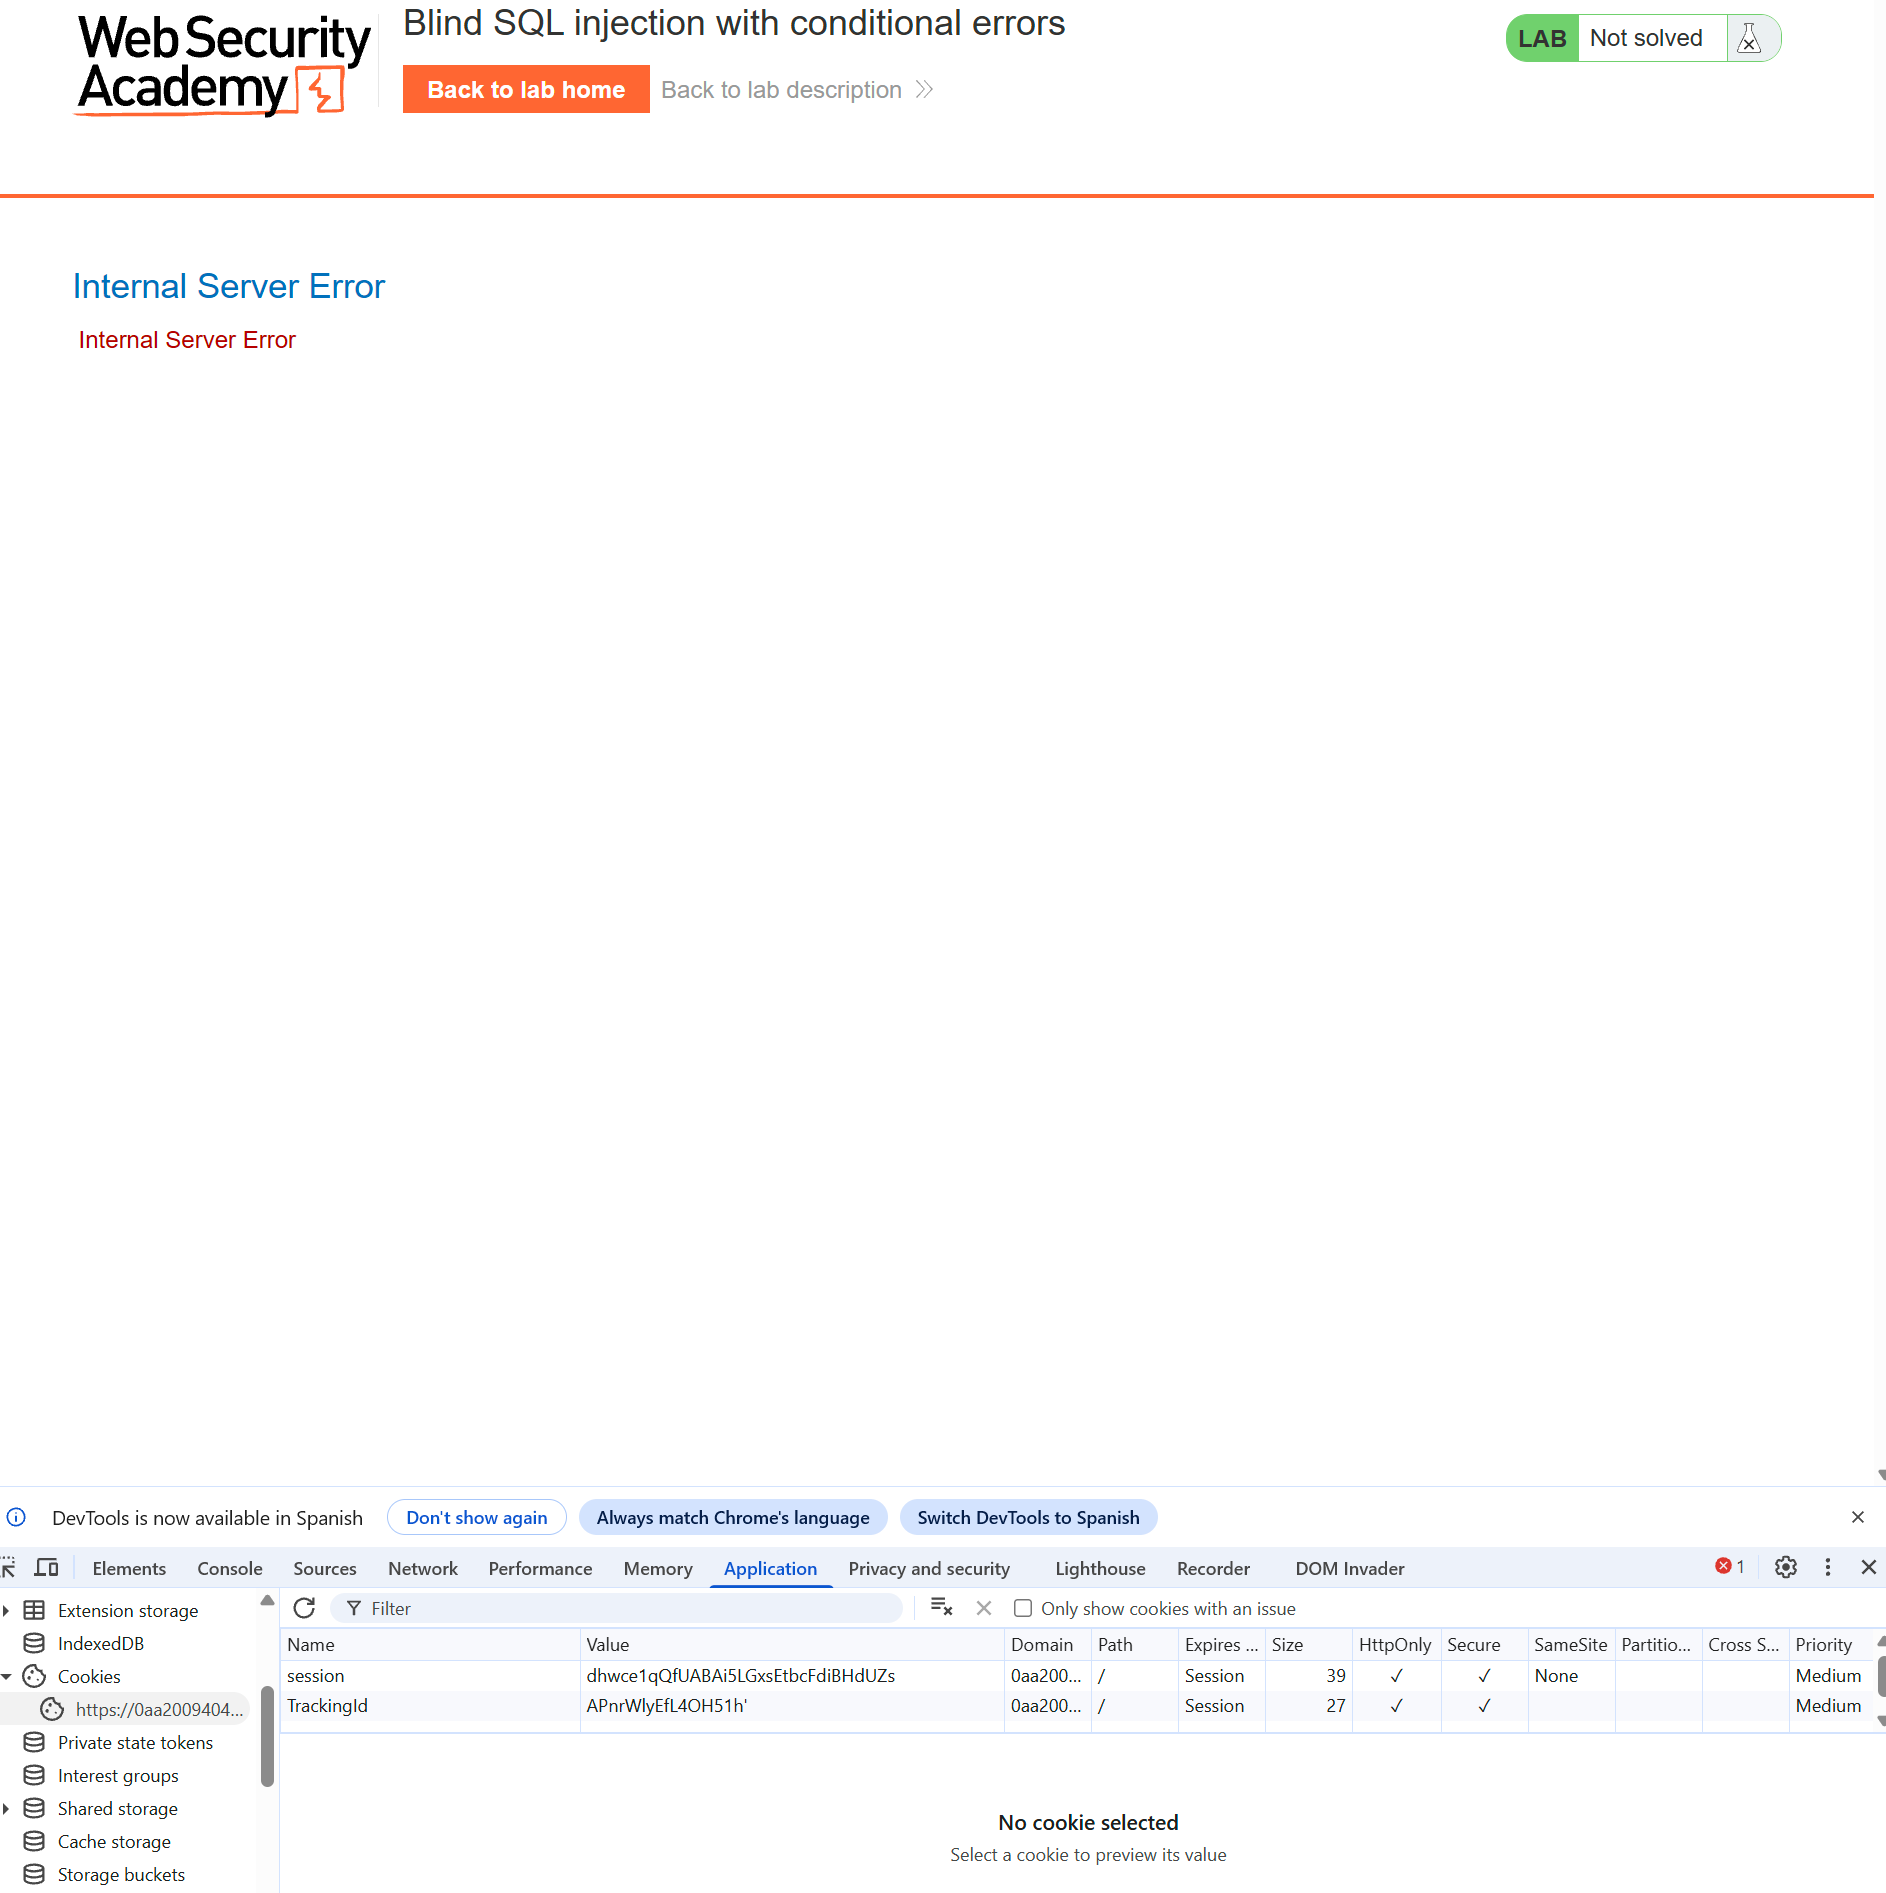 Web Security
Academy
Blind SQL injection with conditional errors
Back to lab home
Back to lab description
LAB Not solved
Internal Server Error
Internal Server Error
DevTools is now available in Spanish
Don't show again
Always match Chrome's language
Switch DevTools to Spanish
Elements Console Sources Network Performance Memory Application Privacy and security Lighthouse Recorder DOM Invader 1
Extension storage
IndexedDB
Cookies
https://0aa2009404...
Private state tokens
Interest groups
Shared storage
Cache storage
Storage buckets
Filter
Only show cookies with an issue
Name Value Domain Path Expires ... Size HttpOnly Secure SameSite Partitio... Cross S... Priority
session dhwce1qQfUABAi5LGxsEtbcFdiBHdUZs 0aa200... / Session 39 ✓ ✓ None Medium
TrackingId APnrWlyEfL4OH51h' 0aa200... / Session 27 ✓ ✓ Medium
No cookie selected
Select a cookie to preview its value